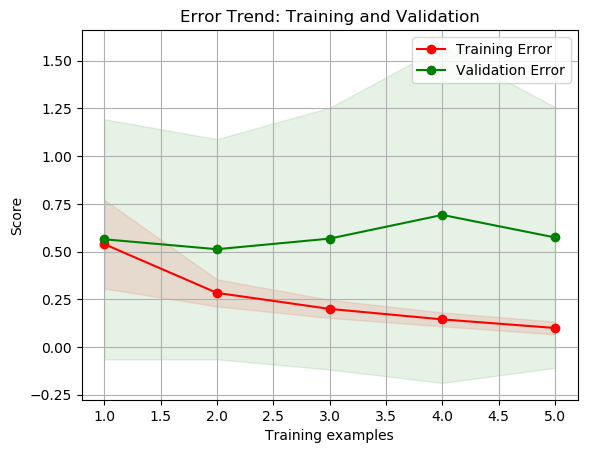 Error Trend: Training and Validation
Training Error
Validation Error
1.50
1.25
1.00
0.75
0.50
0.25
0.00
−0.25
Score
1.0 1.5 2.0 2.5 3.0 3.5 4.0 4.5 5.0
Training examples